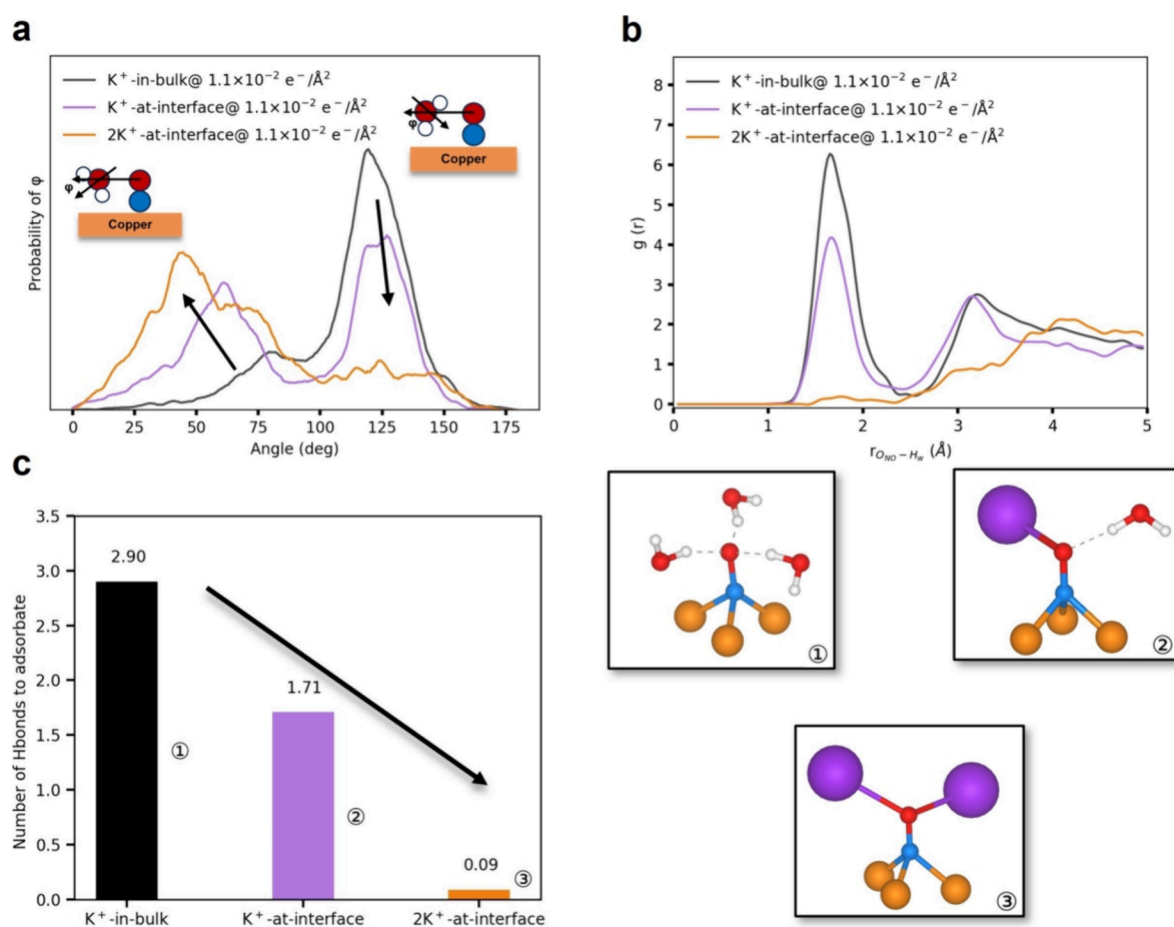 a
K⁺-in-bulk@ 1.1×10⁻² e⁻/Å²
K⁺-at-interface@ 1.1×10⁻² e⁻/Å²
2K⁺-at-interface@ 1.1×10⁻² e⁻/Å²
φ
Copper
φ
Copper
Probability of φ
0 25 50 75 100 125 150 175
Angle (deg)
b
K⁺-in-bulk@ 1.1×10⁻² e⁻/Å²
K⁺-at-interface@ 1.1×10⁻² e⁻/Å²
2K⁺-at-interface@ 1.1×10⁻² e⁻/Å²
g (r)
8
7
6
5
4
3
2
1
0
0 1 2 3 4 5
r_{O_{NO}-H_w} (Å)
c
Number of Hbonds to adsorbate
3.5
3.0
2.5
2.0
1.5
1.0
0.5
0.0
2.90
①
1.71
②
0.09
③
K⁺-in-bulk K⁺-at-interface 2K⁺-at-interface
①
②
③